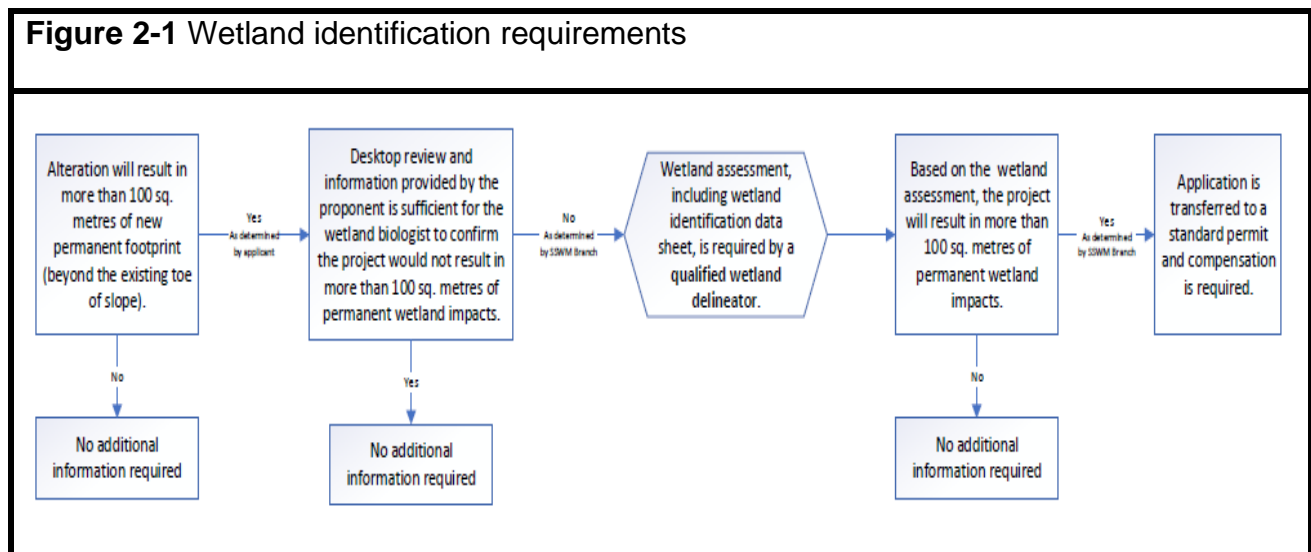 Figure 2-1 Wetland identification requirements
Alteration will result in
more than 100 sq.
metres of new
permanent footprint
(beyond the existing toe
of slope).
Yes
As determined
by applicant
No
No additional
information required
Desktop review and
information provided by the
proponent is sufficient for the
wetland biologist to confirm
the project would not result in
more than 100 sq. metres of
permanent wetland impacts.
No
As determined
by SSWM Branch
Yes
No additional
information required
Wetland assessment,
including wetland
identification data
sheet, is required by a
qualified wetland
delineator.
Based on the wetland
assessment, the project
will result in more than
100 sq. metres of
permanent wetland
impacts.
Yes
As determined
by SSWM Branch
No
No additional
information required
Application is
transferred to a
standard permit
and compensation
is required.